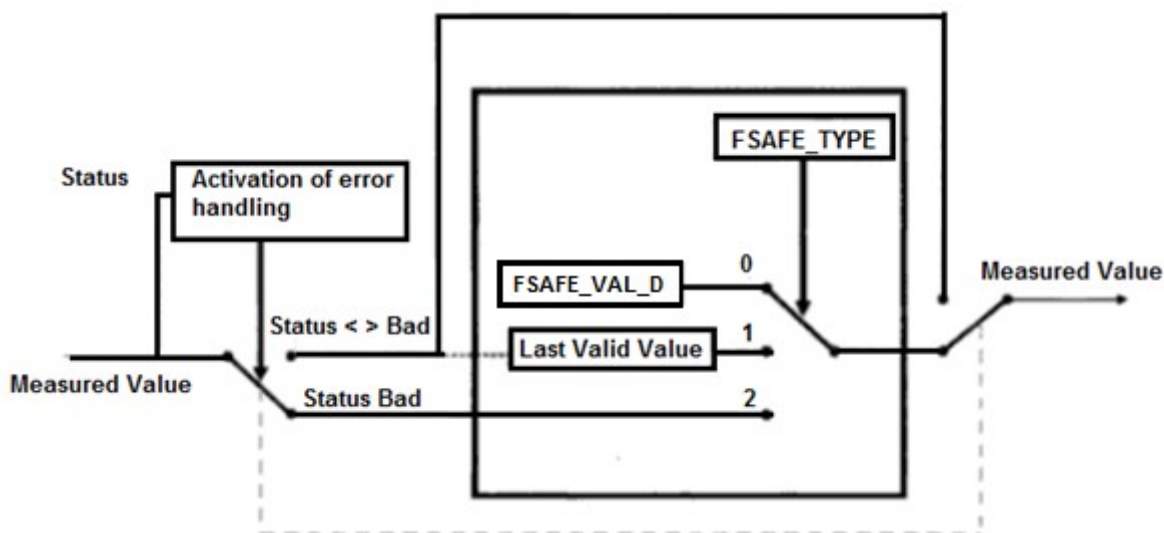 FSAFE_TYPE
Status
Activation of error
handling
0
FSAFE_VAL_D
Measured Value
Status < > Bad
1
Last Valid Value
Measured Value
Status Bad
2